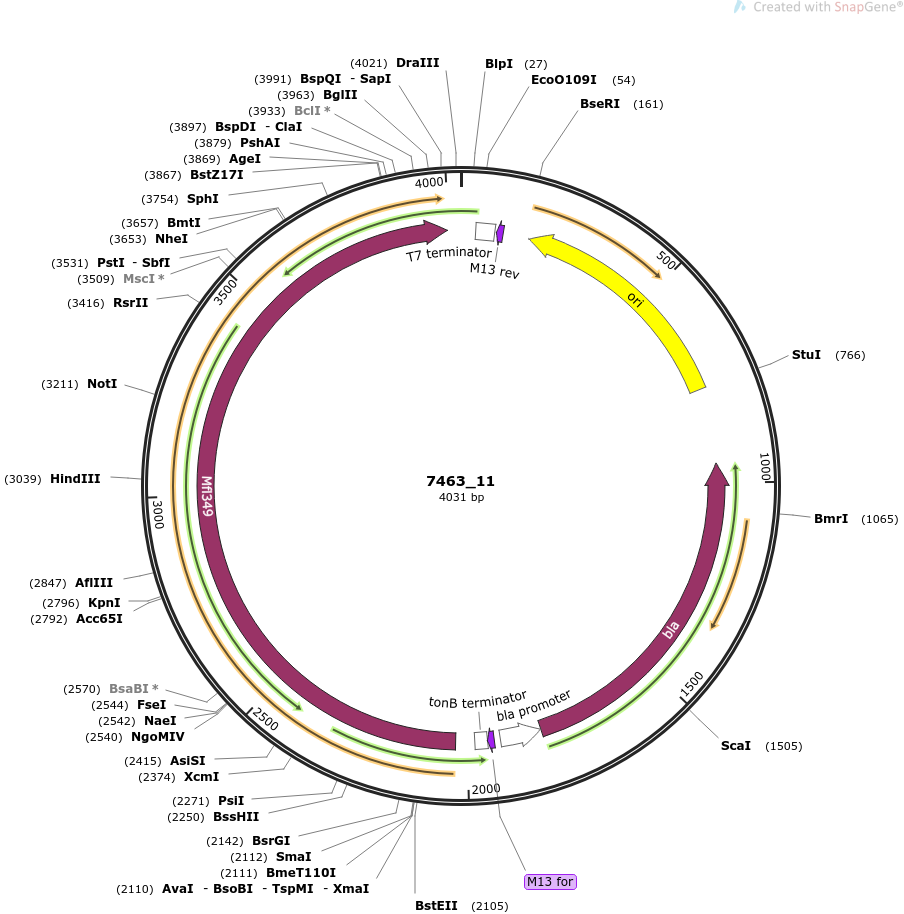 Created with SnapGene®
(4021) DraIII
BlpI (27)
(3991) BspQI - SapI
EcoO109I (54)
(3963) BglII
BseRI (161)
(3933) BclI *
(3897) BspDI - ClaI
(3879) PshAI
(3869) AgeI
(3867) BstZ17I
4000
(3754) SphI
(3657) BmtI
(3653) NheI
T7 terminator
M13 rev
500
(3531) PstI - SbfI
(3509) MscI *
3500
ori
(3416) RsrII
StuI (766)
(3211) NotI
1000
(3039) HindIII
7463_11
4031 bp
Mfl349
3000
BmrI (1065)
(2847) AflIII
(2796) KpnI
(2792) Acc65I
bla
(2570) BsaBI *
1500
(2544) FseI
(2542) NaeI
(2540) NgoMIV
2500
tonB terminator
bla promoter
ScaI (1505)
(2415) AsiSI
(2374) XcmI
2000
(2271) PsiI
(2250) BssHII
(2142) BsrGI
(2112) SmaI
(2111) BmeT110I
M13 for
(2110) AvaI - BsoBI - TspMI - XmaI
BstEII (2105)